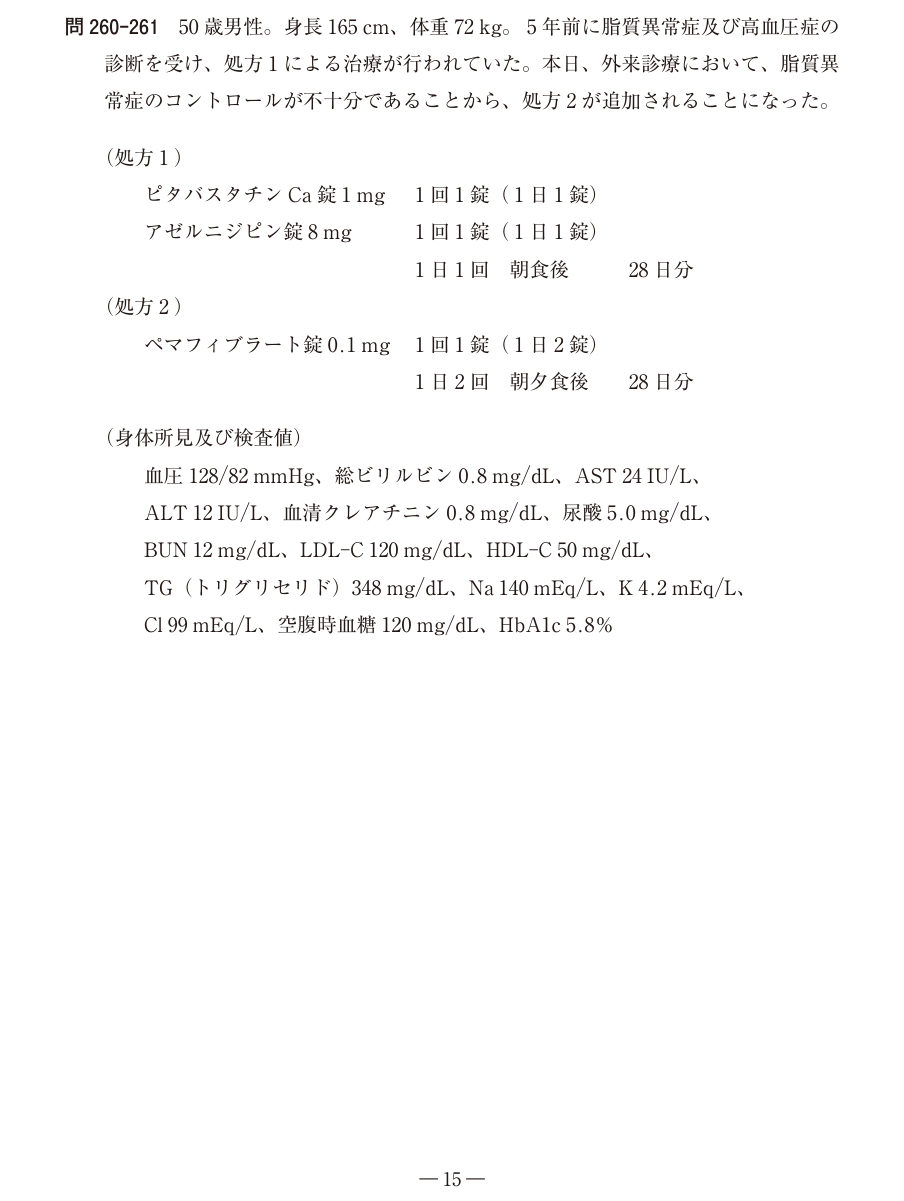 問 260-261 50 歳男性。身長 165 cm、体重 72 kg。5 年前に脂質異常症及び高血圧症の
診断を受け、処方 1 による治療が行われていた。本日、外来診療において、脂質異
常症のコントロールが不十分であることから、処方 2 が追加されることになった。
（処方 1 ）
ピタバスタチン Ca 錠 1 mg 1 回 1 錠（ 1 日 1 錠）
アゼルニジピン錠 8 mg 1 回 1 錠（ 1 日 1 錠）
1 日 1 回 朝食後 28 日分
（処方 2 ）
ペマフィブラート錠 0.1 mg 1 回 1 錠（ 1 日 2 錠）
1 日 2 回 朝夕食後 28 日分
（身体所見及び検査値）
血圧 128/82 mmHg、総ビリルビン 0.8 mg/dL、AST 24 IU/L、
ALT 12 IU/L、血清クレアチニン 0.8 mg/dL、尿酸 5.0 mg/dL、
BUN 12 mg/dL、LDL-C 120 mg/dL、HDL-C 50 mg/dL、
TG（トリグリセリド）348 mg/dL、Na 140 mEq/L、K 4.2 mEq/L、
Cl 99 mEq/L、空腹時血糖 120 mg/dL、HbA1c 5.8%
— 15 —